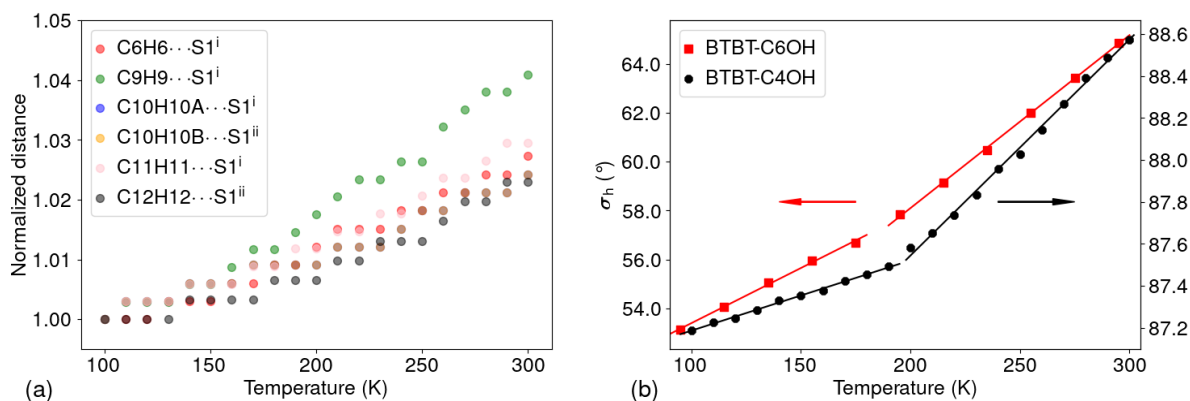 1.05
1.04
1.03
1.02
1.01
1.00
Normalized distance
C6H6···S1ⁱ
C9H9···S1ⁱ
C10H10A···S1ⁱ
C10H10B···S1ⁱⁱ
C11H11···S1ⁱ
C12H12···S1ⁱⁱ
100 150 200 250 300
Temperature (K)
(a)
64.0
62.0
60.0
58.0
56.0
54.0
σₕ (°)
BTBT-C6OH
BTBT-C4OH
88.6
88.4
88.2
88.0
87.8
87.6
87.4
87.2
100 150 200 250 300
Temperature (K)
(b)